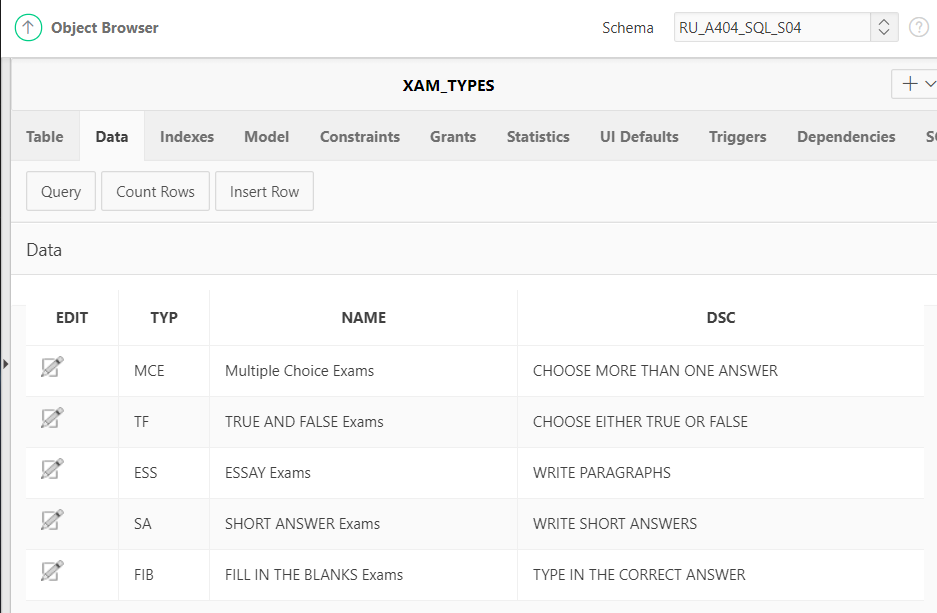 Object Browser
Schema RU_A404_SQL_S04
XAM_TYPES
Table Data Indexes Model Constraints Grants Statistics UI Defaults Triggers Dependencies
Query Count Rows Insert Row
Data
EDIT TYP NAME DSC
MCE Multiple Choice Exams CHOOSE MORE THAN ONE ANSWER
TF TRUE AND FALSE Exams CHOOSE EITHER TRUE OR FALSE
ESS ESSAY Exams WRITE PARAGRAPHS
SA SHORT ANSWER Exams WRITE SHORT ANSWERS
FIB FILL IN THE BLANKS Exams TYPE IN THE CORRECT ANSWER